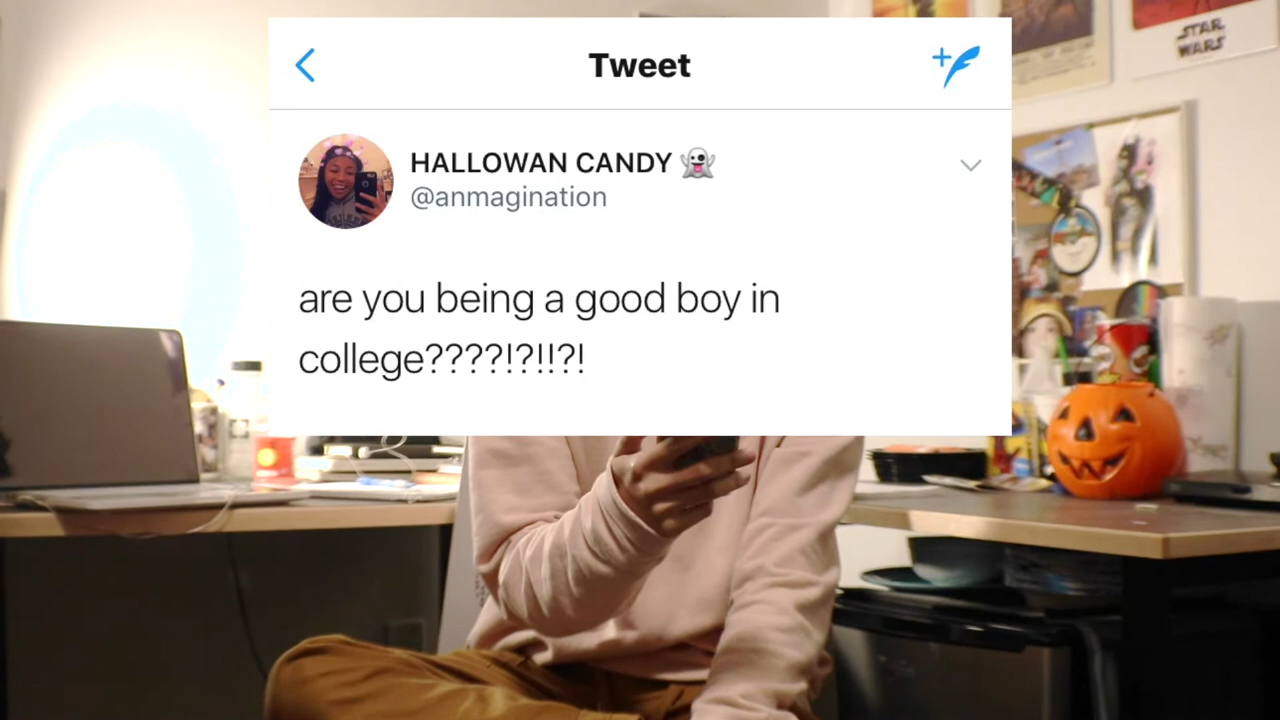 STAR
WARS
Tweet
HALLOWAN CANDY 👻
@anmagination
are you being a good boy in
college????!?!!?!